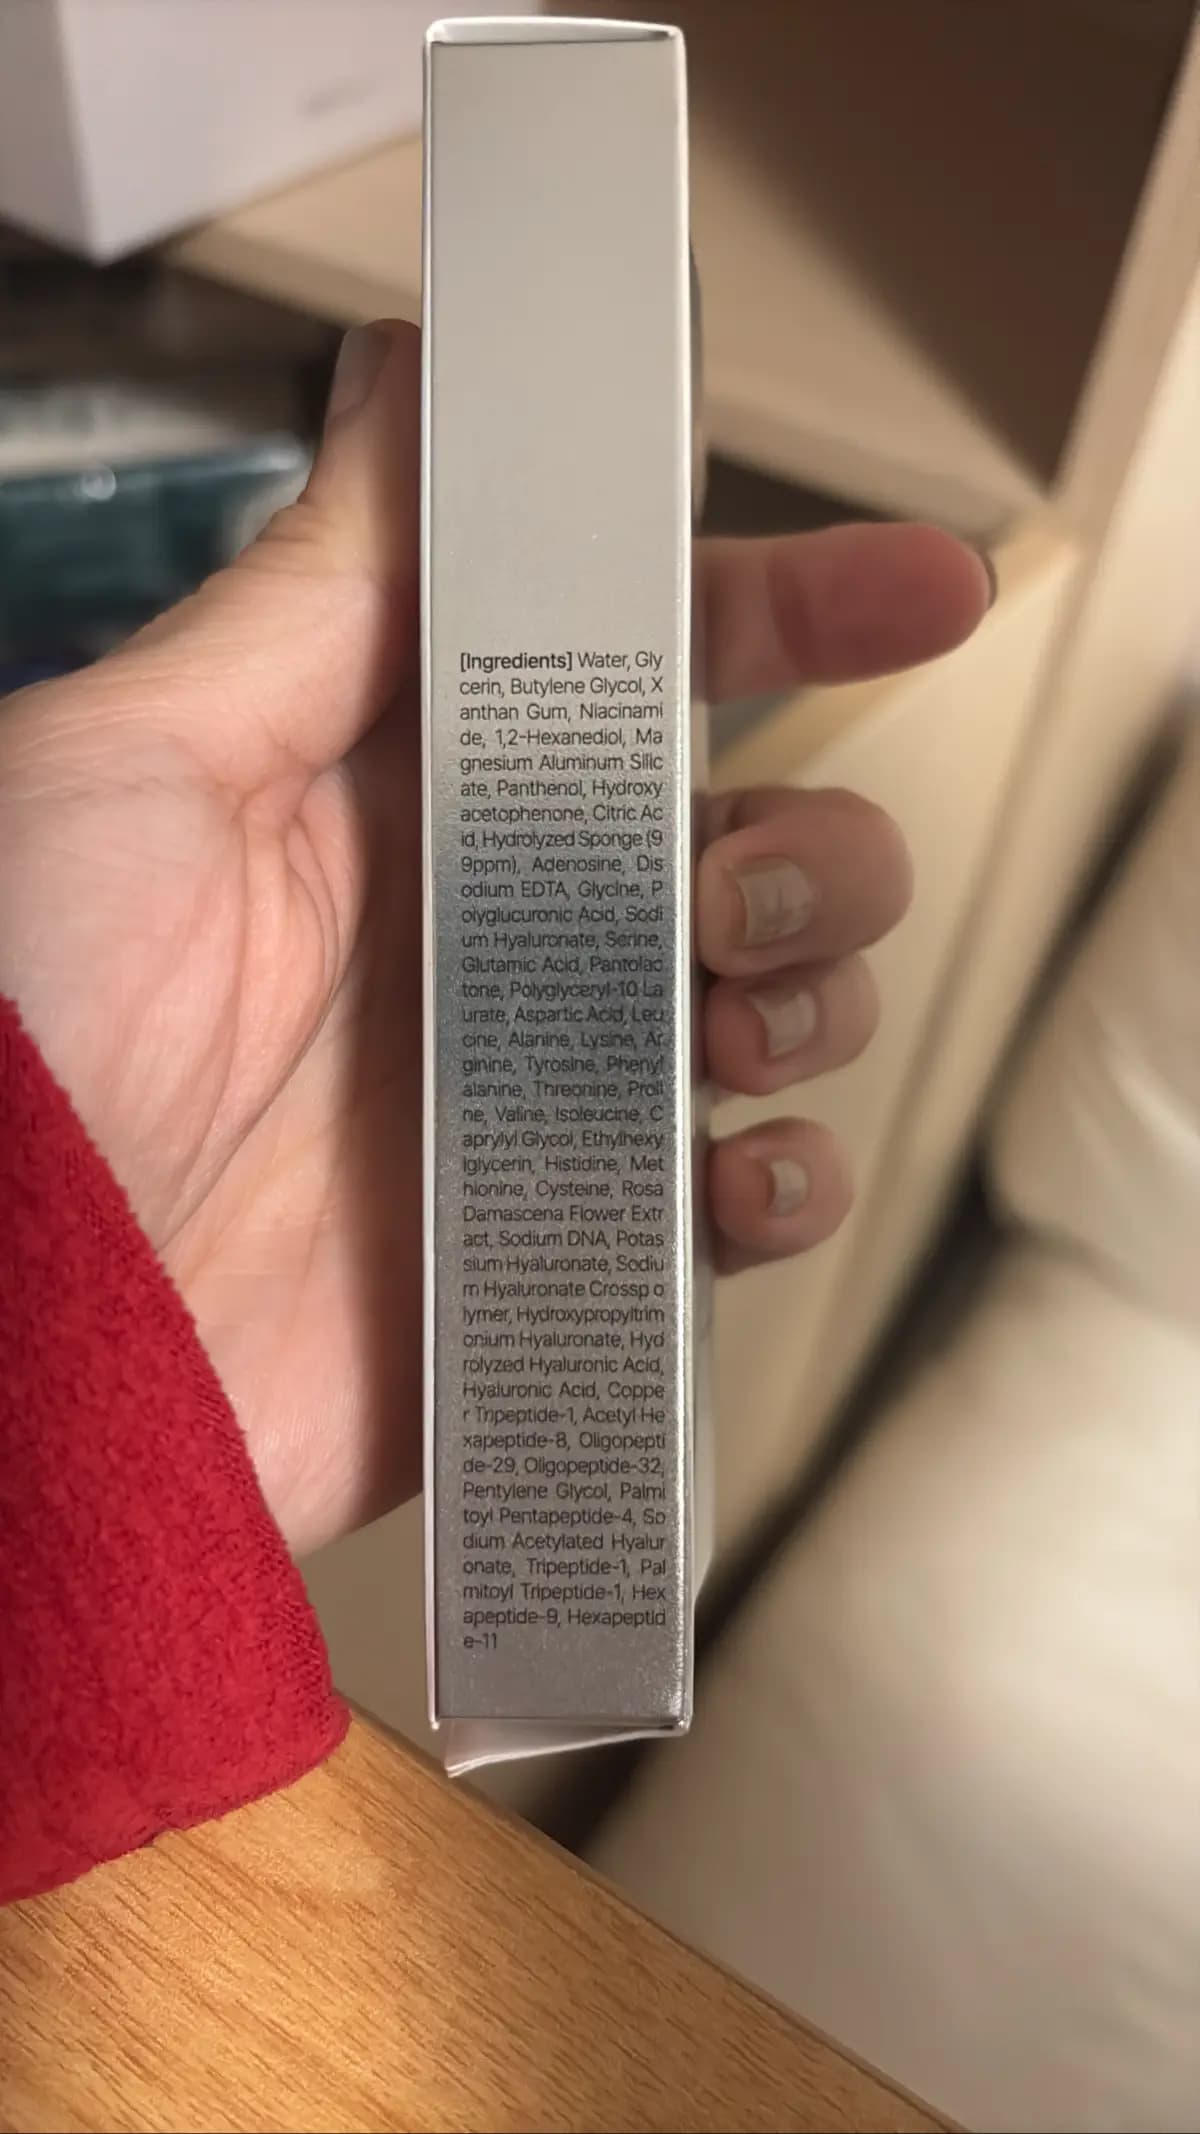 [Ingredients] Water, Gly
cerin, Butylene Glycol, X
anthan Gum, Niacinami
de, 1,2-Hexanediol, Ma
gnesium Aluminum Silic
ate, Panthenol, Hydroxy
acetophenone, Citric Ac
id, Hydrolyzed Sponge (9
9ppm), Adenosine, Dis
odium EDTA, Glycine, P
olyglucuronic Acid, Sodi
um Hyaluronate, Serine,
Glutamic Acid, Pantolac
tone, Polyglyceryl-10 La
urate, Aspartic Acid, Leu
cine, Alanine, Lysine, Ar
ginine, Tyrosine, Phenyl
alanine, Threonine, Proli
ne, Valine, Isoleucine, C
aprylyl Glycol, Ethylhexy
lglycerin, Histidine, Met
hionine, Cysteine, Rosa
Damascena Flower Extr
act, Sodium DNA, Potas
sium Hyaluronate, Sodiu
m Hyaluronate Crossp o
lymer, Hydroxypropyltrim
onium Hyaluronate, Hyd
rolyzed Hyaluronic Acid,
Hyaluronic Acid, Coppe
r Tripeptide-1, Acetyl He
xapeptide-8, Oligopepti
de-29, Oligopeptide-32,
Pentylene Glycol, Palmi
toyl Pentapeptide-4, So
dium Acetylated Hyalur
onate, Tripeptide-1, Pal
mitoyl Tripeptide-1, Hex
apeptide-9, Hexapeptid
e-11